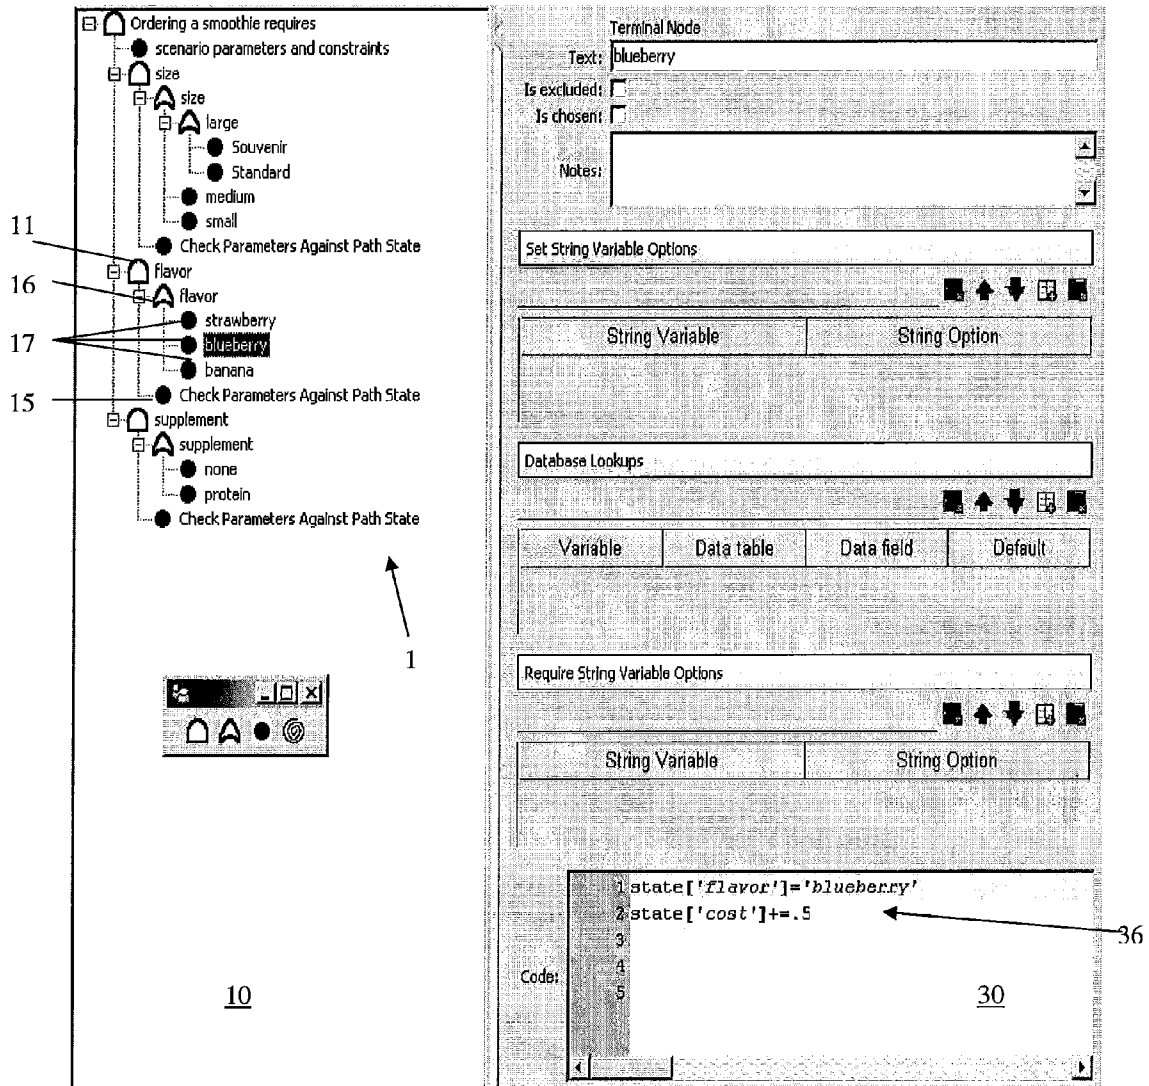 Ordering a smoothie requires
scenario parameters and constraints
size
size
large
Souvenir
Standard
medium
small
Check Parameters Against Path State
11
flavor
16
flavor
strawberry
17
blueberry
banana
15
Check Parameters Against Path State
supplement
supplement
none
protein
Check Parameters Against Path State
1
10
Terminal Node
Text: blueberry
Is excluded:
Is chosen:
Notes:
Set String Variable Options
String Variable String Option
Database Lookups
Variable Data table Data field Default
Require String Variable Options
String Variable String Option
Code:
1 state['flavor']='blueberry'
2 state['cost']+=.5
3
4
5
36
30